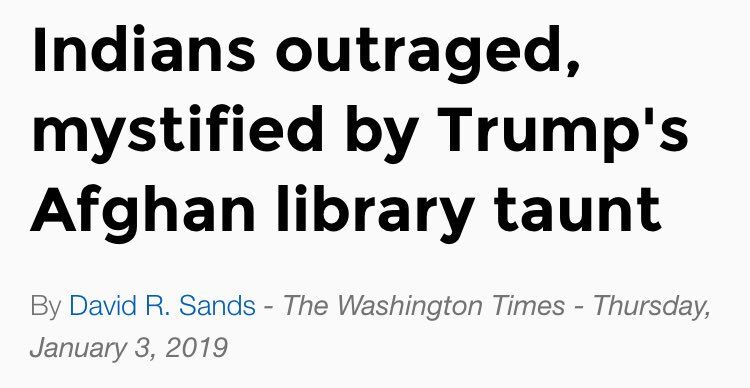 Indians outraged,
mystified by Trump's
Afghan library taunt
By David R. Sands - The Washington Times - Thursday,
January 3, 2019